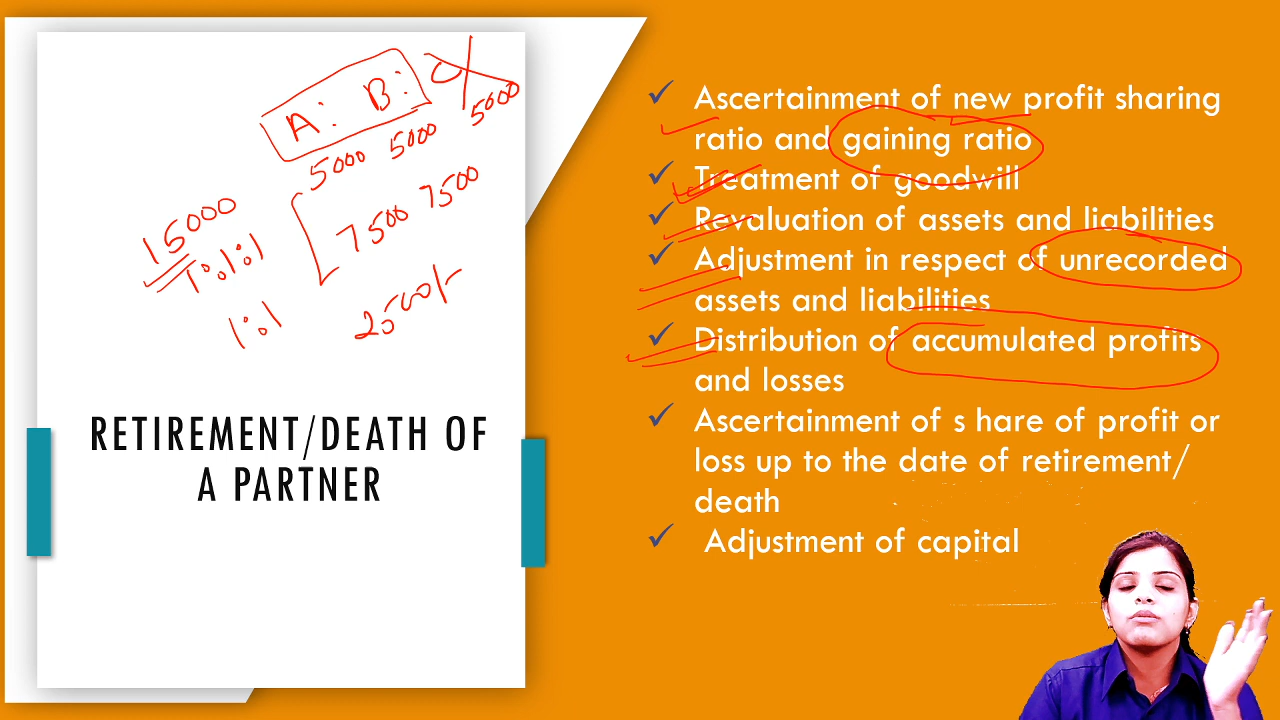 A: B: C
5000 5000 5000
15000
7500 7500
1:1:1
1:1
2500/-
RETIREMENT/DEATH OF
A PARTNER
Ascertainment of new profit sharing
ratio and gaining ratio
Treatment of goodwill
Revaluation of assets and liabilities
Adjustment in respect of unrecorded
assets and liabilities
Distribution of accumulated profits
and losses
Ascertainment of s hare of profit or
loss up to the date of retirement/
death
Adjustment of capital